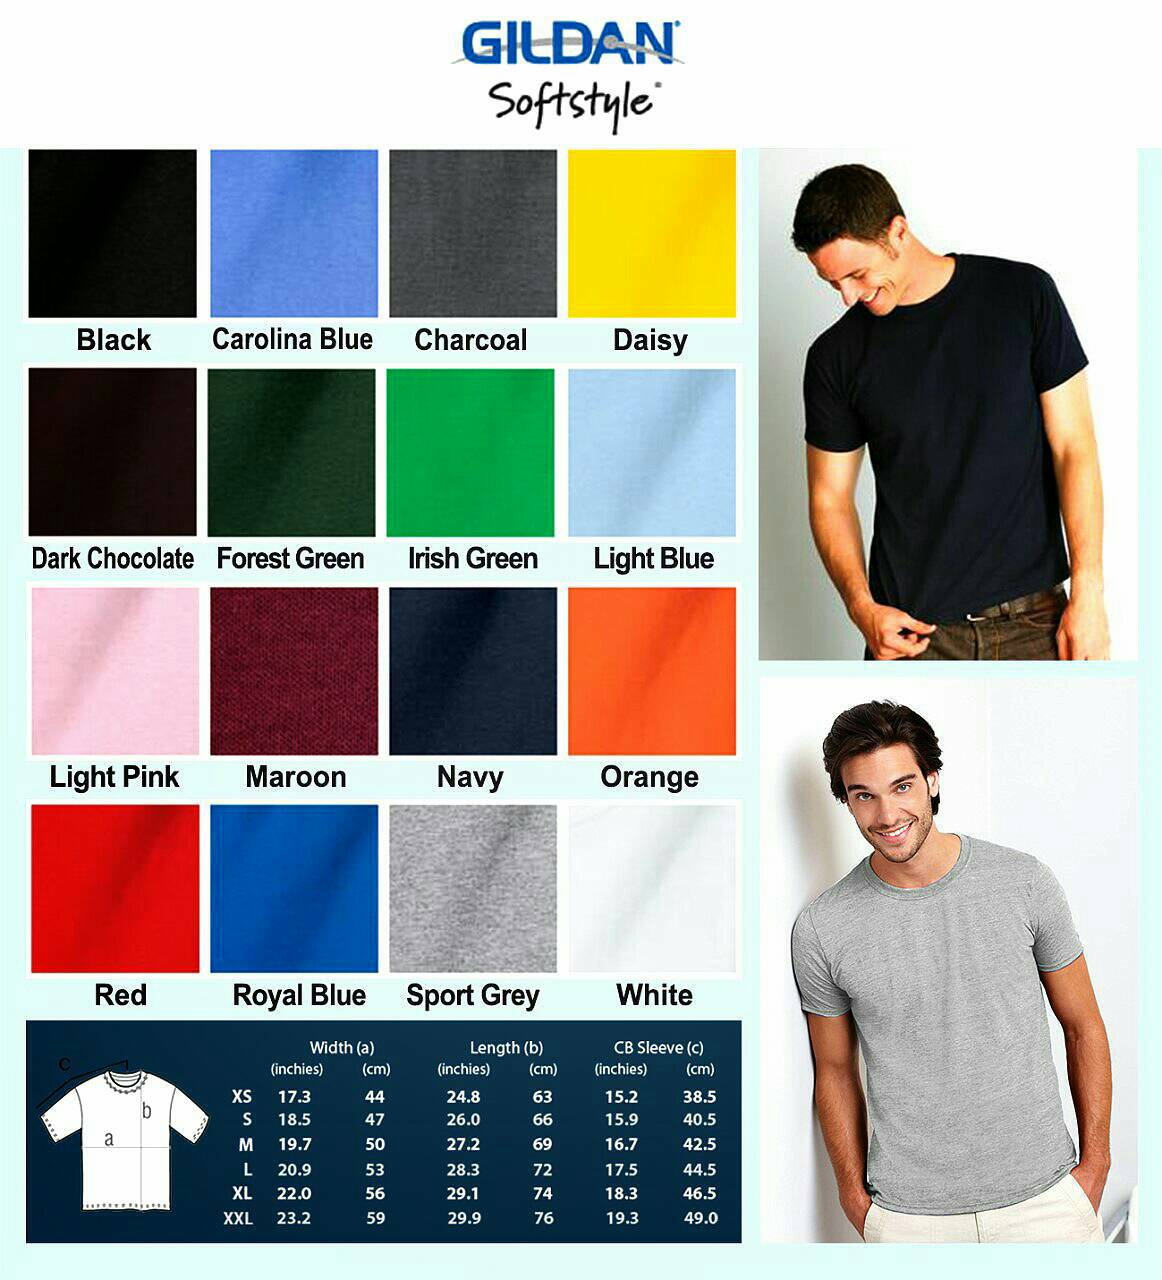 GILDAN®
Softstyle®
Black Carolina Blue Charcoal Daisy
Dark Chocolate Forest Green Irish Green Light Blue
Light Pink Maroon Navy Orange
Red Royal Blue Sport Grey White
Width (a) Length (b) CB Sleeve (c)
(inchies) (cm) (inchies) (cm) (inchies) (cm)
XS 17.3 44 24.8 63 15.2 38.5
S 18.5 47 26.0 66 15.9 40.5
M 19.7 50 27.2 69 16.7 42.5
L 20.9 53 28.3 72 17.5 44.5
XL 22.0 56 29.1 74 18.3 46.5
XXL 23.2 59 29.9 76 19.3 49.0
c
b
a